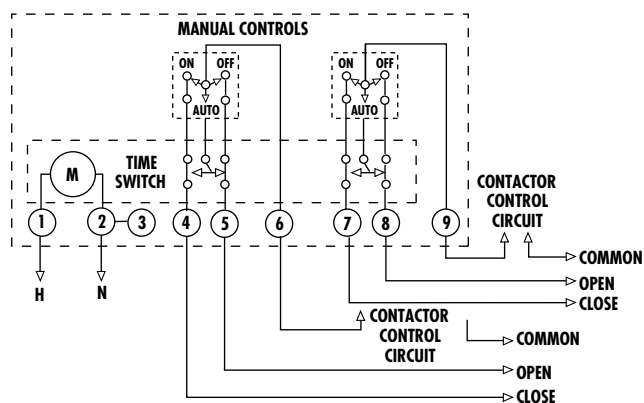 MANUAL CONTROLS
ON OFF
AUTO
ON OFF
AUTO
M
TIME
SWITCH
1 2 3 4 5 6 7 8 9
H N
CONTACTOR
CONTROL
CIRCUIT
COMMON
OPEN
CLOSE
CONTACTOR
CONTROL
CIRCUIT
COMMON
OPEN
CLOSE